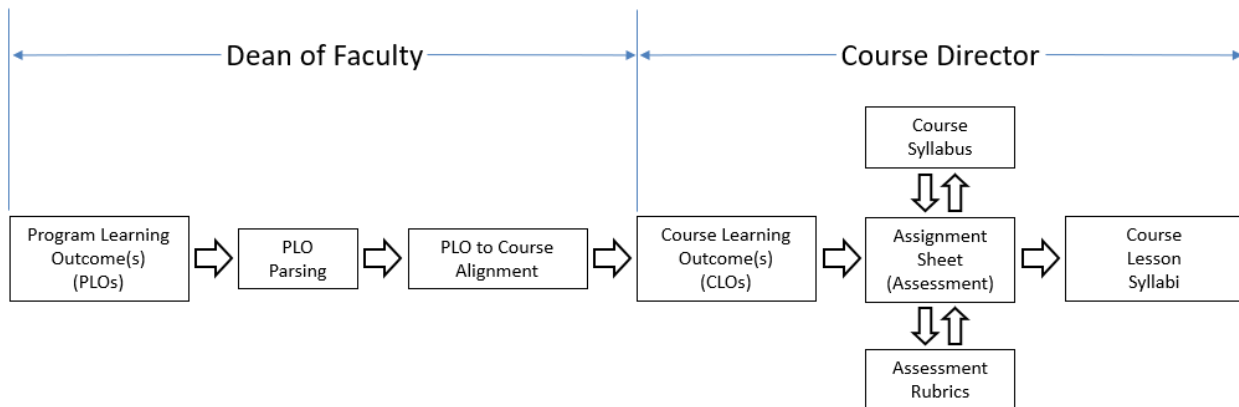 Dean of Faculty
Course Director
Course
Syllabus
Program Learning
Outcome(s)
(PLOs)
PLO
Parsing
PLO to Course
Alignment
Course Learning
Outcome(s)
(CLOs)
Assignment
Sheet
(Assessment)
Course
Lesson
Syllabi
Assessment
Rubrics